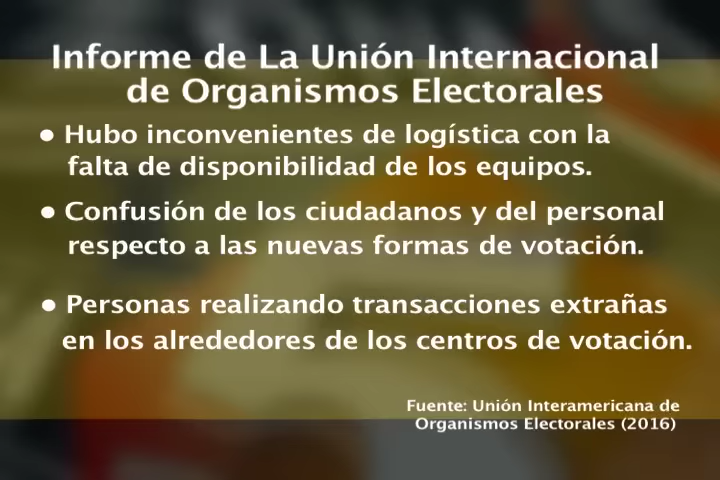 Informe de La Unión Internacional
de Organismos Electorales
• Hubo inconvenientes de logística con la
falta de disponibilidad de los equipos.
• Confusión de los ciudadanos y del personal
respecto a las nuevas formas de votación.
• Personas realizando transacciones extrañas
en los alrededores de los centros de votación.
Fuente: Unión Interamericana de
Organismos Electorales (2016)